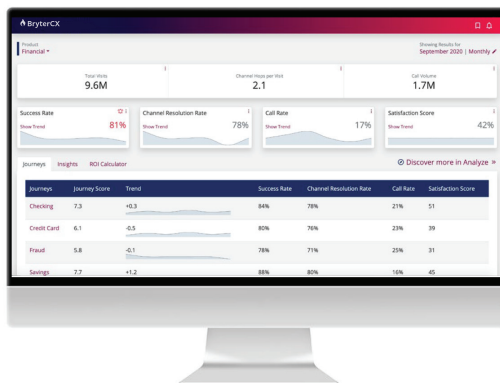 BryterCX
Product
Financial
Showing Results for
September 2020 | Monthly
Total Visits
9.6M
Channel Hops per Visit
2.1
Call Volume
1.7M
Success Rate
Show Trend
81%
Channel Resolution Rate
Show Trend
78%
Call Rate
Show Trend
17%
Satisfaction Score
Show Trend
42%
Journeys
Insights
ROI Calculator
Discover more in Analyze »
Journeys Journey Score Trend Success Rate Channel Resolution Rate Call Rate Satisfaction Score
Checking 7.3 +0.3 84% 78% 21% 51
Credit Card 6.1 -0.5 80% 76% 23% 39
Fraud 5.8 -0.1 78% 71% 25% 31
Savings 7.7 +1.2 88% 80% 16% 45